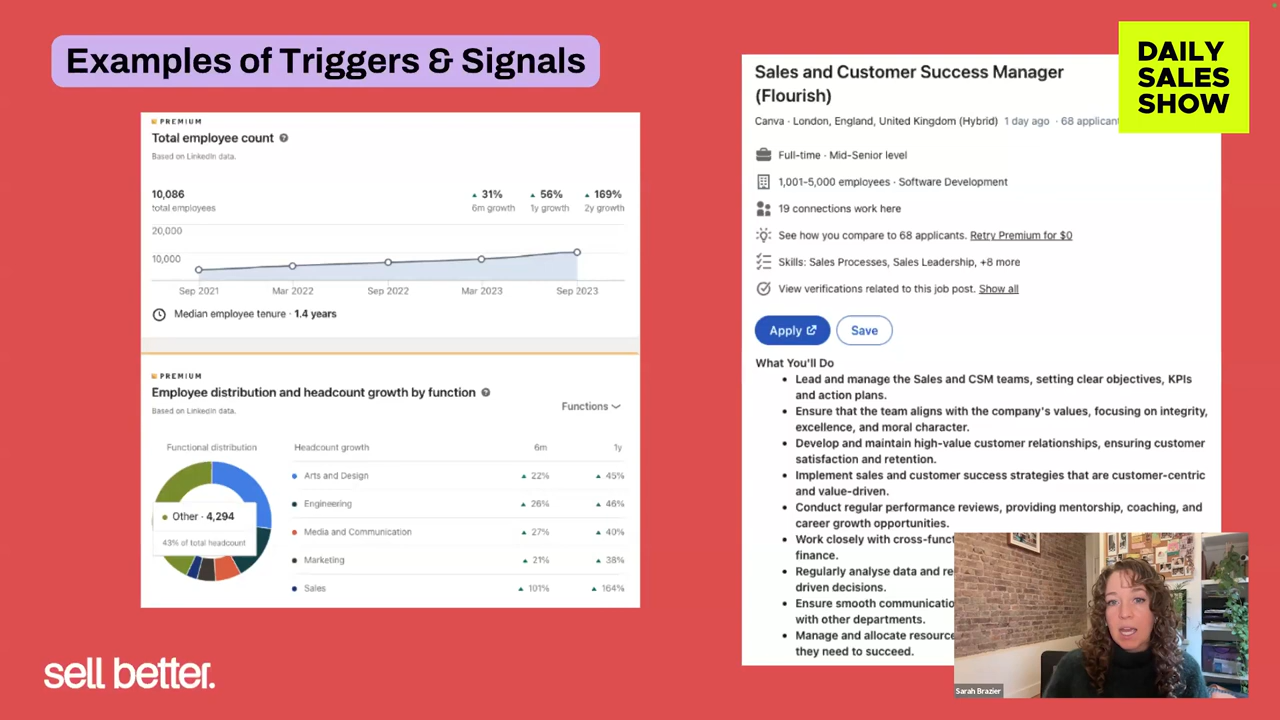 Examples of Triggers & Signals
PREMIUM
Total employee count
Based on LinkedIn data.
10,086
total employees
31%
6m growth
56%
1y growth
169%
2y growth
20,000
10,000
Sep 2021
Mar 2022
Sep 2022
Mar 2023
Sep 2023
Median employee tenure · 1.4 years
PREMIUM
Employee distribution and headcount growth by function
Based on LinkedIn data.
Functions
Functional distribution
Other · 4,294
43% of total headcount
Headcount growth 6m 1y
Arts and Design 22% 45%
Engineering 26% 46%
Media and Communication 27% 40%
Marketing 21% 38%
Sales 101% 164%
sell better.
Sales and Customer Success Manager
(Flourish)
Canva · London, England, United Kingdom (Hybrid) 1 day ago · 68 applicant
Full-time · Mid-Senior level
1,001-5,000 employees · Software Development
19 connections work here
See how you compare to 68 applicants. Retry Premium for $0
Skills: Sales Processes, Sales Leadership, +8 more
View verifications related to this job post. Show all
Apply
Save
What You'll Do
• Lead and manage the Sales and CSM teams, setting clear objectives, KPIs
and action plans.
• Ensure that the team aligns with the company's values, focusing on integrity,
excellence, and moral character.
• Develop and maintain high-value customer relationships, ensuring customer
satisfaction and retention.
• Implement sales and customer success strategies that are customer-centric
and value-driven.
• Conduct regular performance reviews, providing mentorship, coaching, and
career growth opportunities.
• Work closely with cross-funct
finance.
• Regularly analyse data and re
driven decisions.
• Ensure smooth communicatio
with other departments.
• Manage and allocate resource
they need to succeed.
DAILY
SALES
SHOW
Sarah Brazier